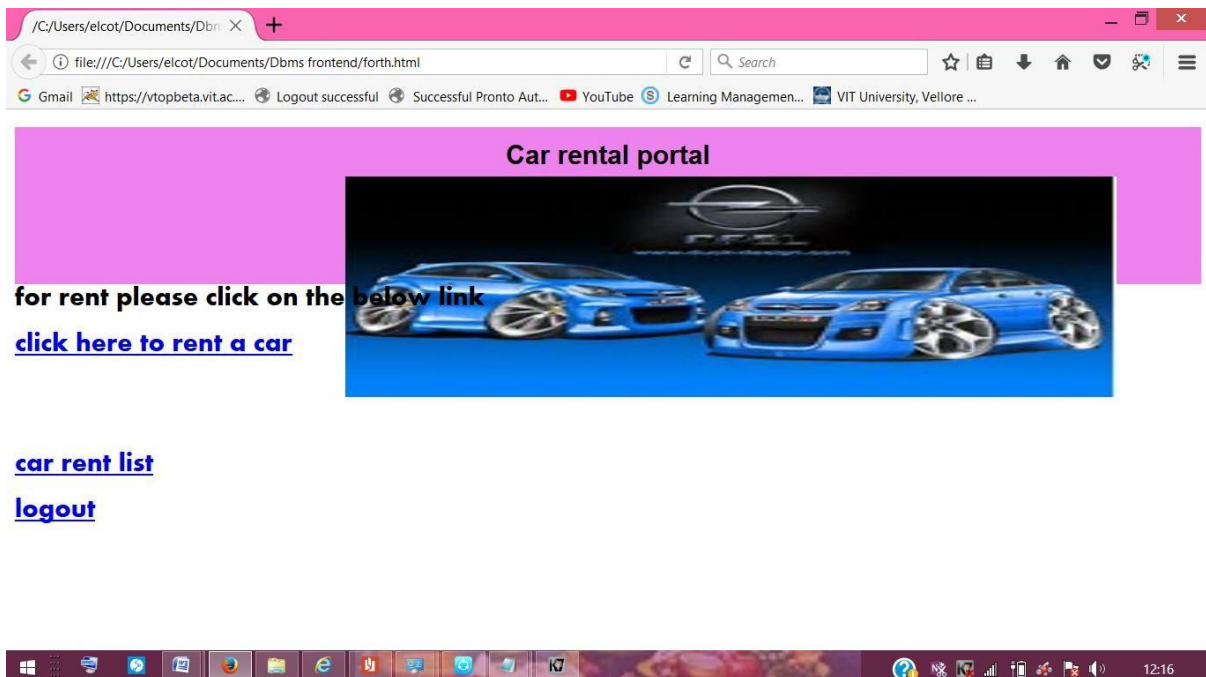 /C:/Users/elcot/Documents/Dbm
file:///C:/Users/elcot/Documents/Dbms frontend/forth.html
Search
Gmail https://vtopbeta.vit.ac.... Logout successful Successful Pronto Aut... YouTube Learning Managemen... VIT University, Vellore ...
Car rental portal
OPEL
for rent please click on the below link
click here to rent a car
car rent list
logout
12:16